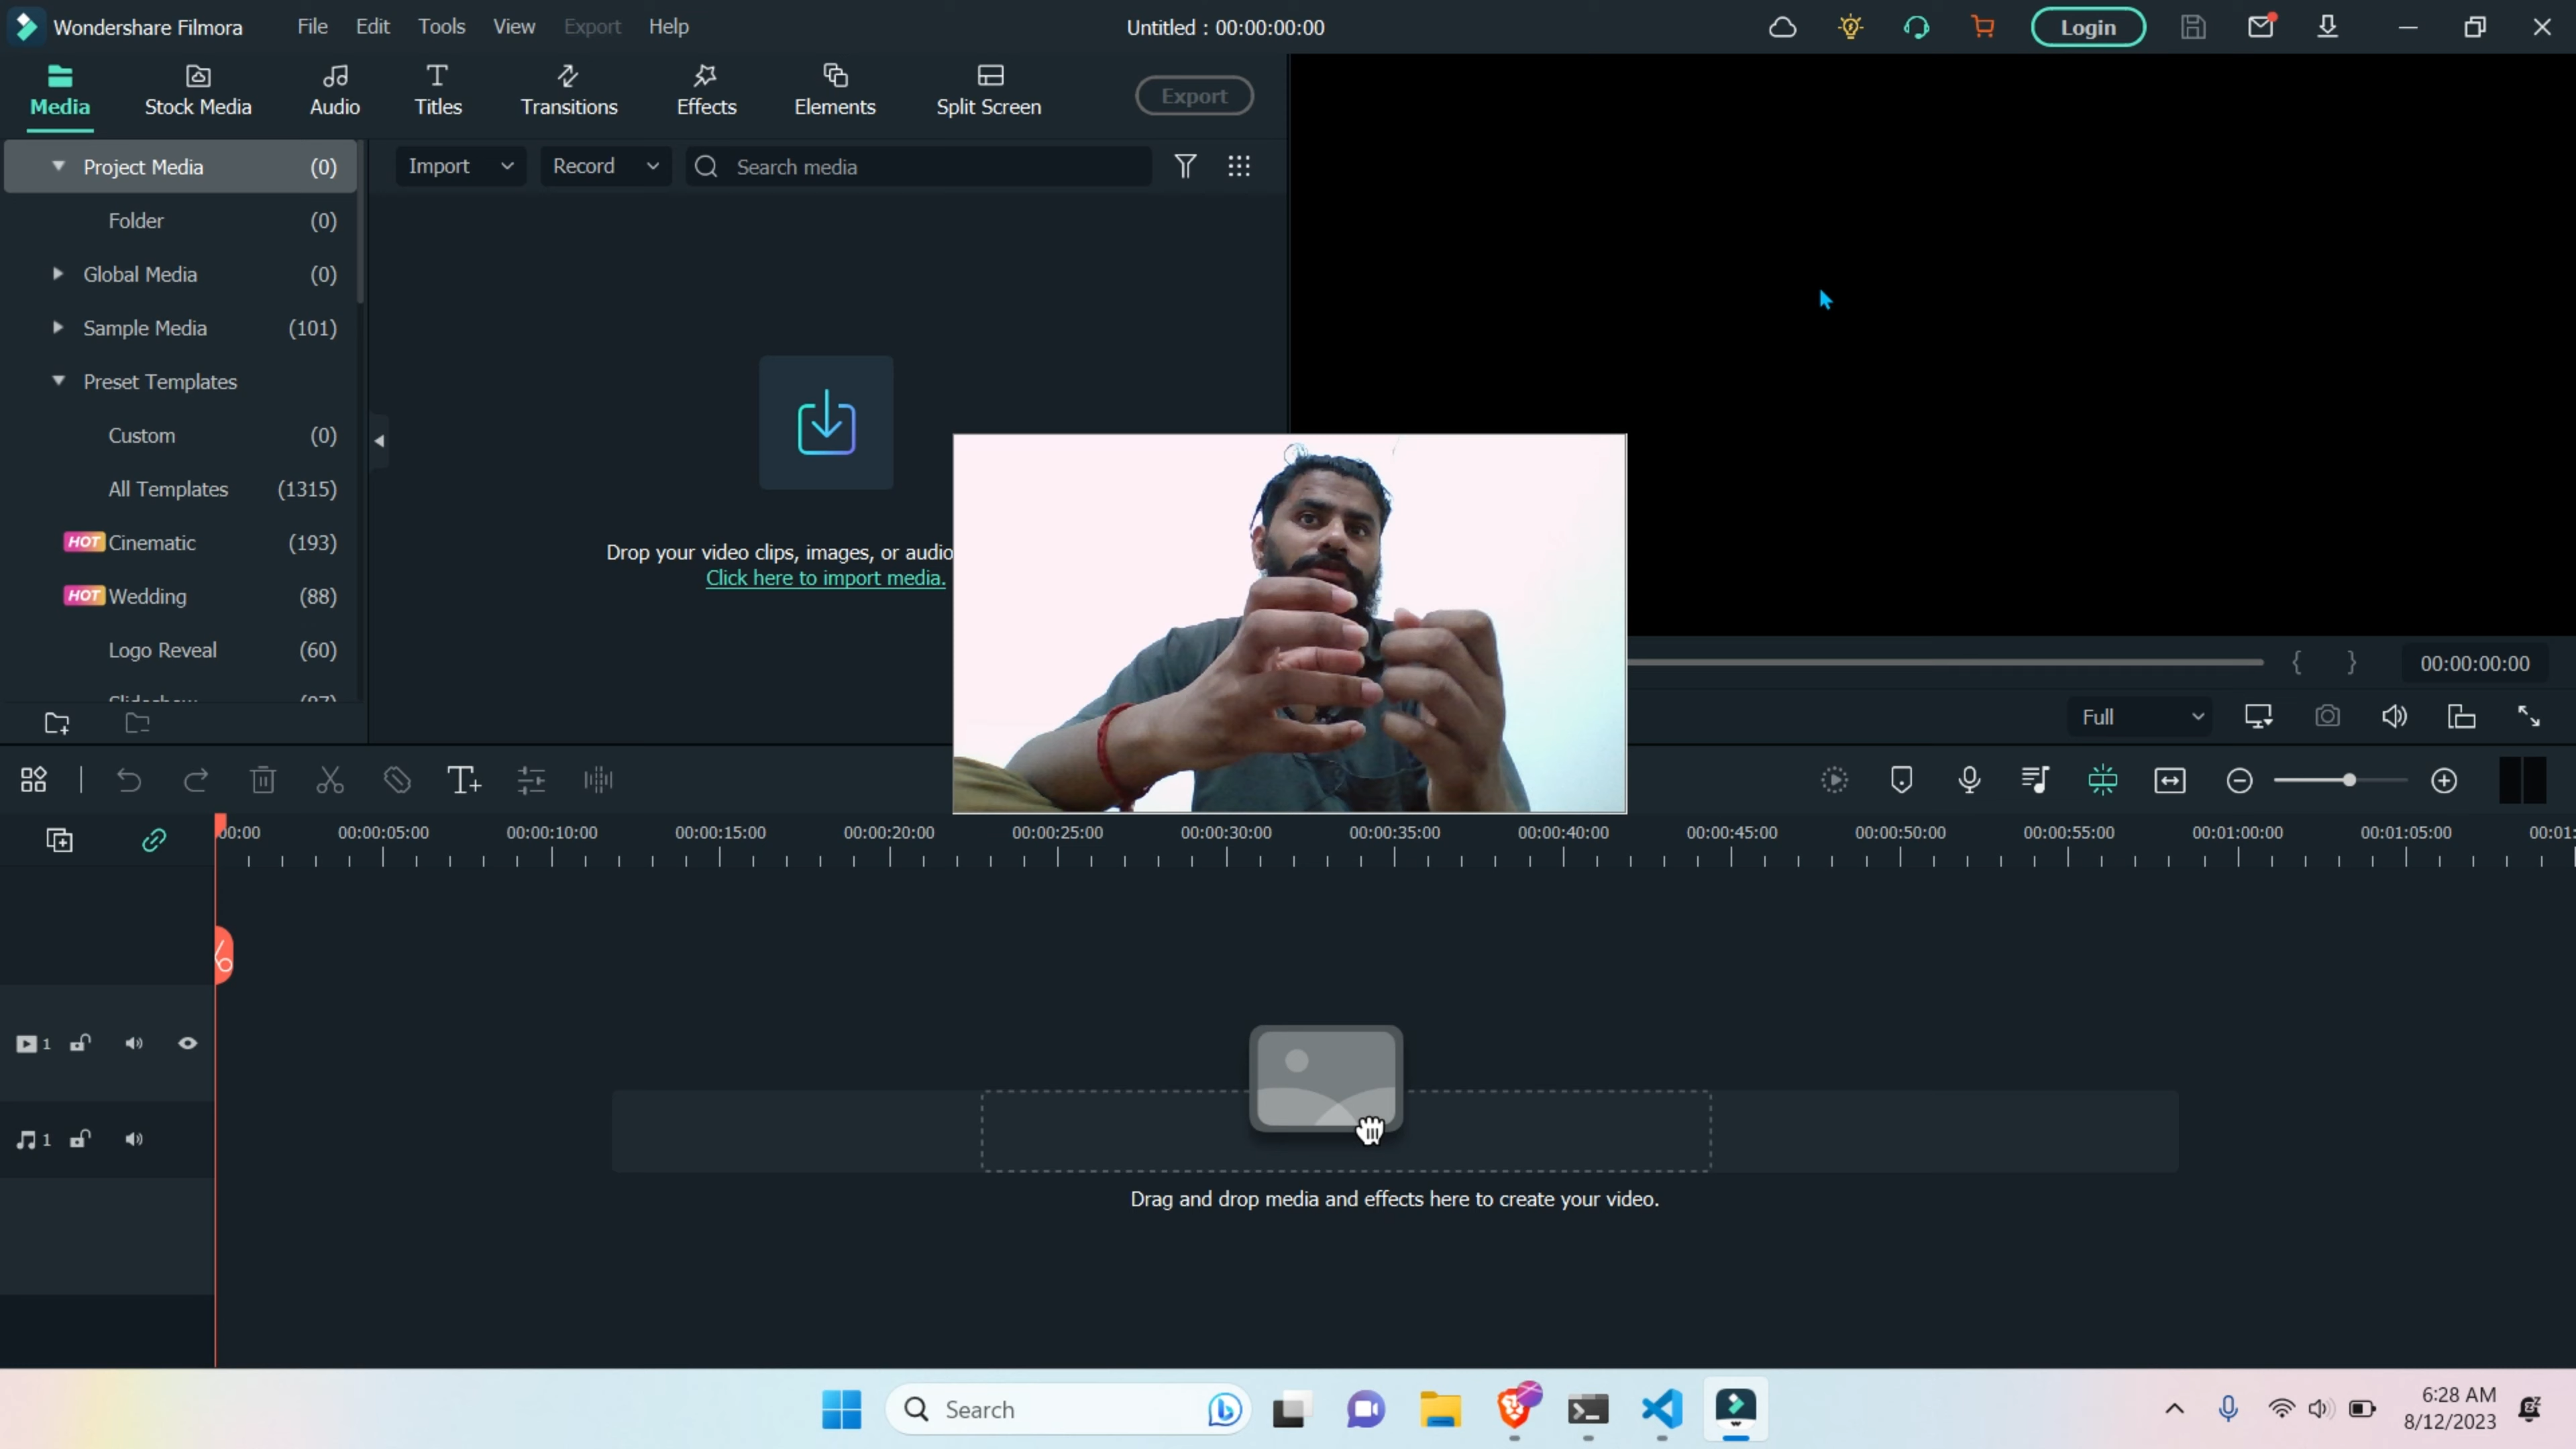 Wondershare Filmora File Edit Tools View Export Help Untitled : 00:00:00:00 Login
Media Stock Media Audio Titles Transitions Effects Elements Split Screen Export
Project Media (0)
Folder (0)
Global Media (0)
Sample Media (101)
Preset Templates
Custom (0)
All Templates (1315)
HOT Cinematic (193)
HOT Wedding (88)
Logo Reveal (60)
Import Record Search media
Drop your video clips, images, or audio
Click here to import media.
{ } 00:00:00:00
Full
00:00 00:00:05:00 00:00:10:00 00:00:15:00 00:00:20:00 00:00:25:00 00:00:30:00 00:00:35:00 00:00:40:00 00:00:45:00 00:00:50:00 00:00:55:00 00:01:00:00 00:01:05:00 00:01:
1
1
Drag and drop media and effects here to create your video.
Search
6:28 AM
8/12/2023